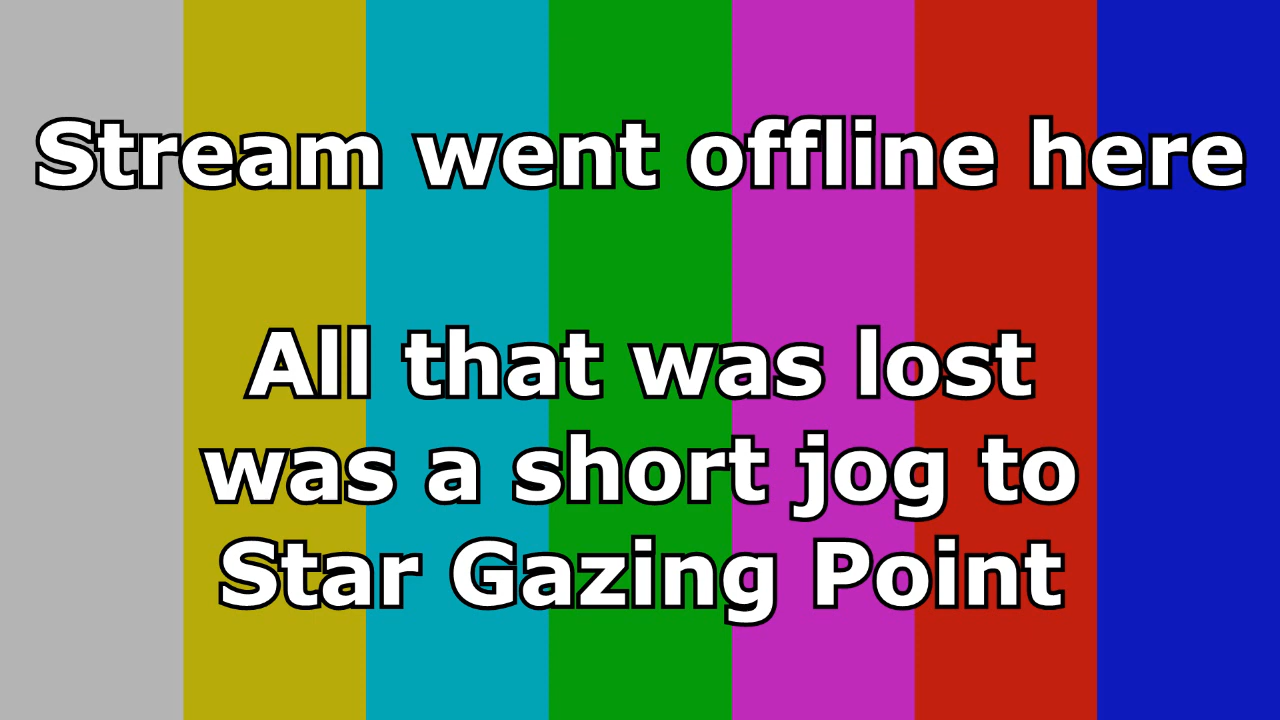 Stream went offline here
All that was lost
was a short jog to
Star Gazing Point